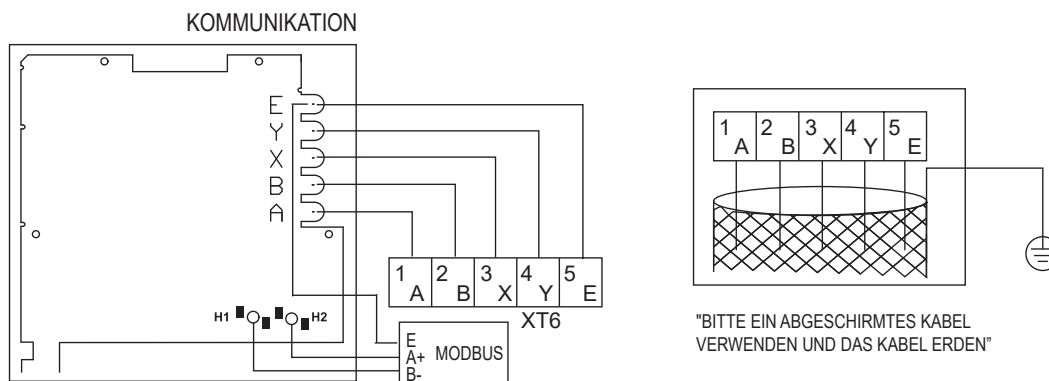 KOMMUNIKATION
E
Y
X
B
A
1 A 2 B 3 X 4 Y 5 E
XT6
H1 H2
E
A+ MODBUS
B-
1 A 2 B 3 X 4 Y 5 E
"BITTE EIN ABGESCHIRMTES KABEL
VERWENDEN UND DAS KABEL ERDEN”